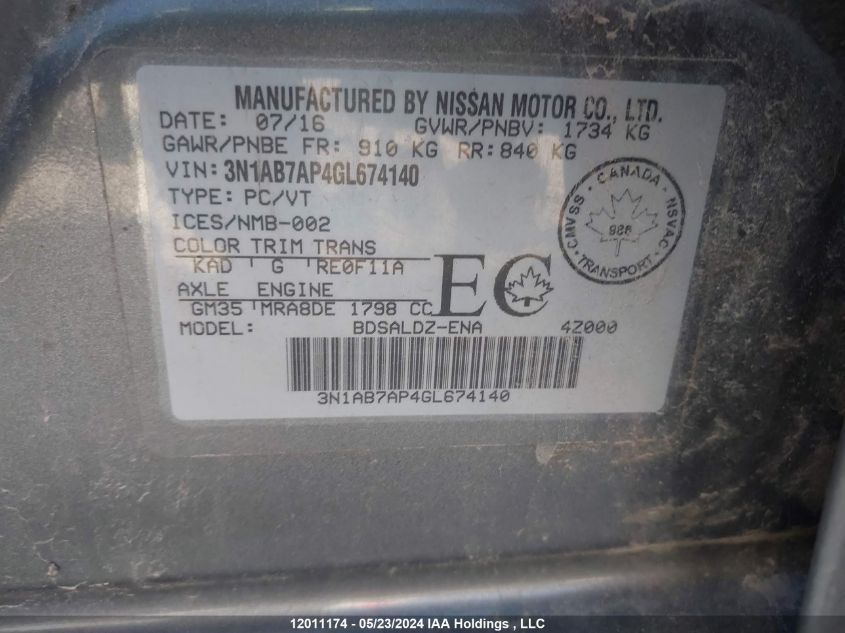 MANUFACTURED BY NISSAN MOTOR CO., LTD.
DATE: 07/16 GVWR/PNBV: 1734 KG
GAWR/PNBE FR: 910 KG RR: 840 KG
VIN: 3N1AB7AP4GL674140
TYPE: PC/VT
ICES/NMB-002
COLOR TRIM TRANS
KAD G RE0F11A
AXLE ENGINE
GM35 MRA8DE 1798 CC
EC
MODEL: BDSALDZ-ENA 4Z000
3N1AB7AP4GL674140
CMVSS · CANADA · NSVAC · TRANSPORT ·
12011174 - 05/23/2024 IAA Holdings , LLC